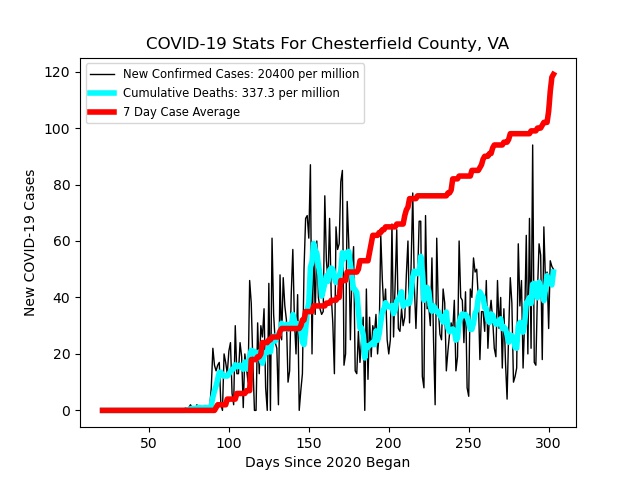 COVID-19 Stats For Chesterfield County, VA
New Confirmed Cases: 20400 per million
Cumulative Deaths: 337.3 per million
7 Day Case Average
New COVID-19 Cases
120
100
80
60
40
20
0
50 100 150 200 250 300
Days Since 2020 Began